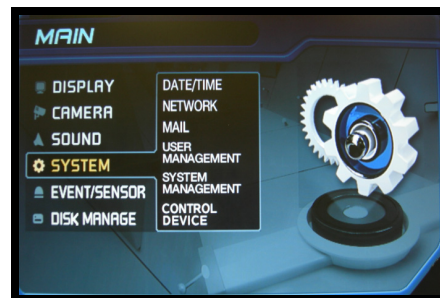 MAIN
DISPLAY
CAMERA
SOUND
SYSTEM
EVENT/SENSOR
DISK MANAGE
DATE/TIME
NETWORK
MAIL
USER
MANAGEMENT
SYSTEM
MANAGEMENT
CONTROL
DEVICE